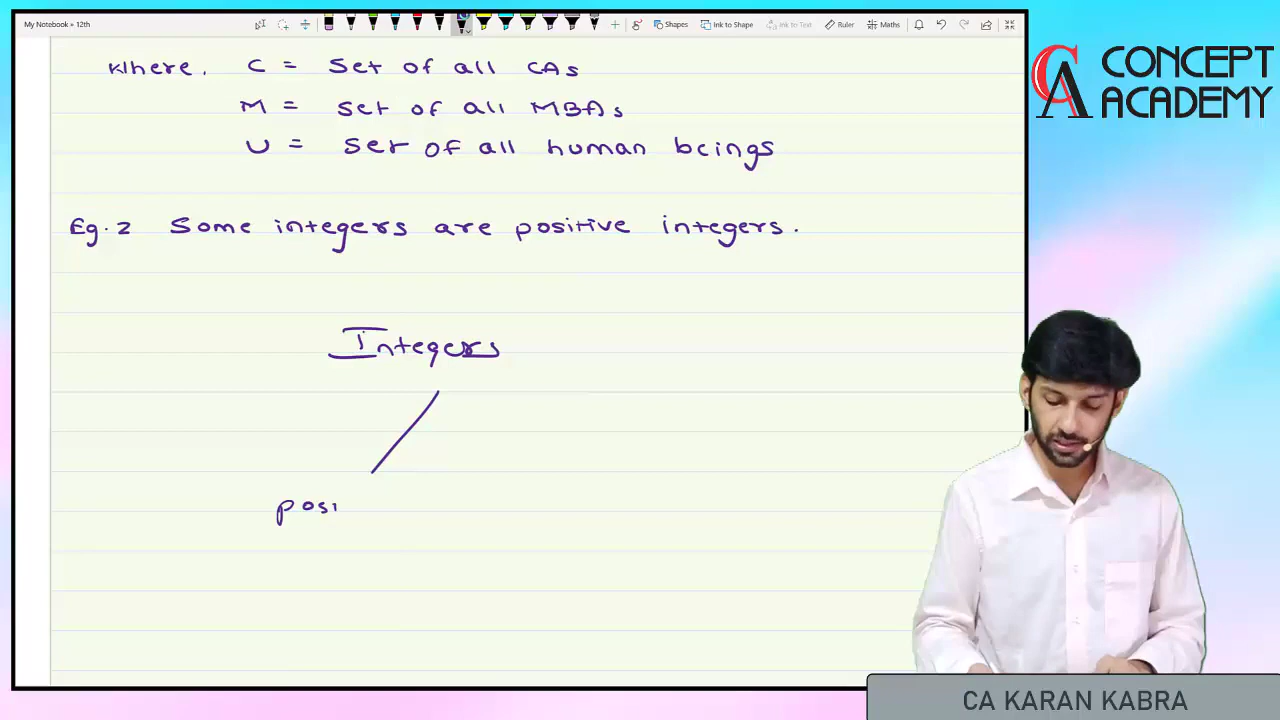 My Notebook » 12th
Shapes
Ink to Shape
Ink to Text
Ruler
Maths
Where, C = Set of all CAs
M = Set of all MBAs
U = Set of all human beings
Eg. 2 Some integers are positive integers.
Integers
posi
CA
CONCEPT
ACADEMY
CA KARAN KABRA